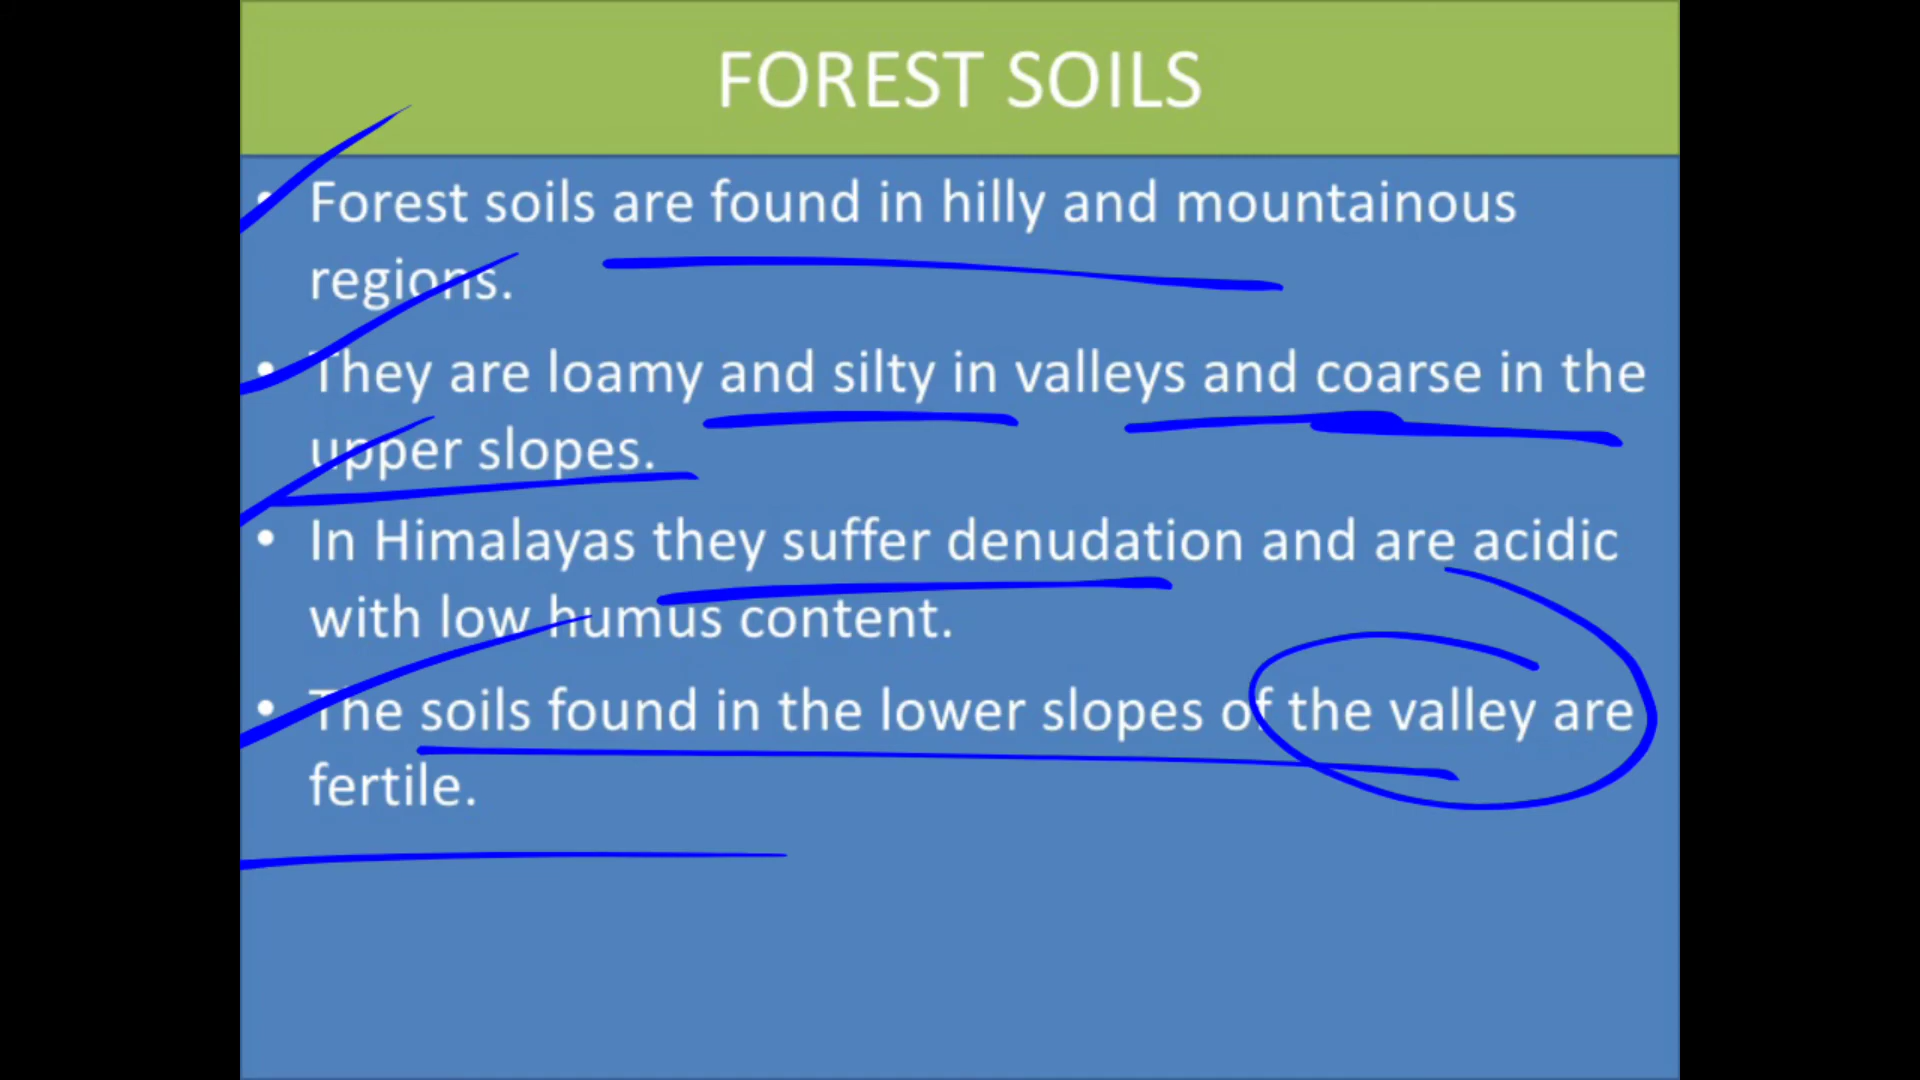 FOREST SOILS
• Forest soils are found in hilly and mountainous
regions.
• They are loamy and silty in valleys and coarse in the
upper slopes.
• In Himalayas they suffer denudation and are acidic
with low humus content.
• The soils found in the lower slopes of the valley are
fertile.